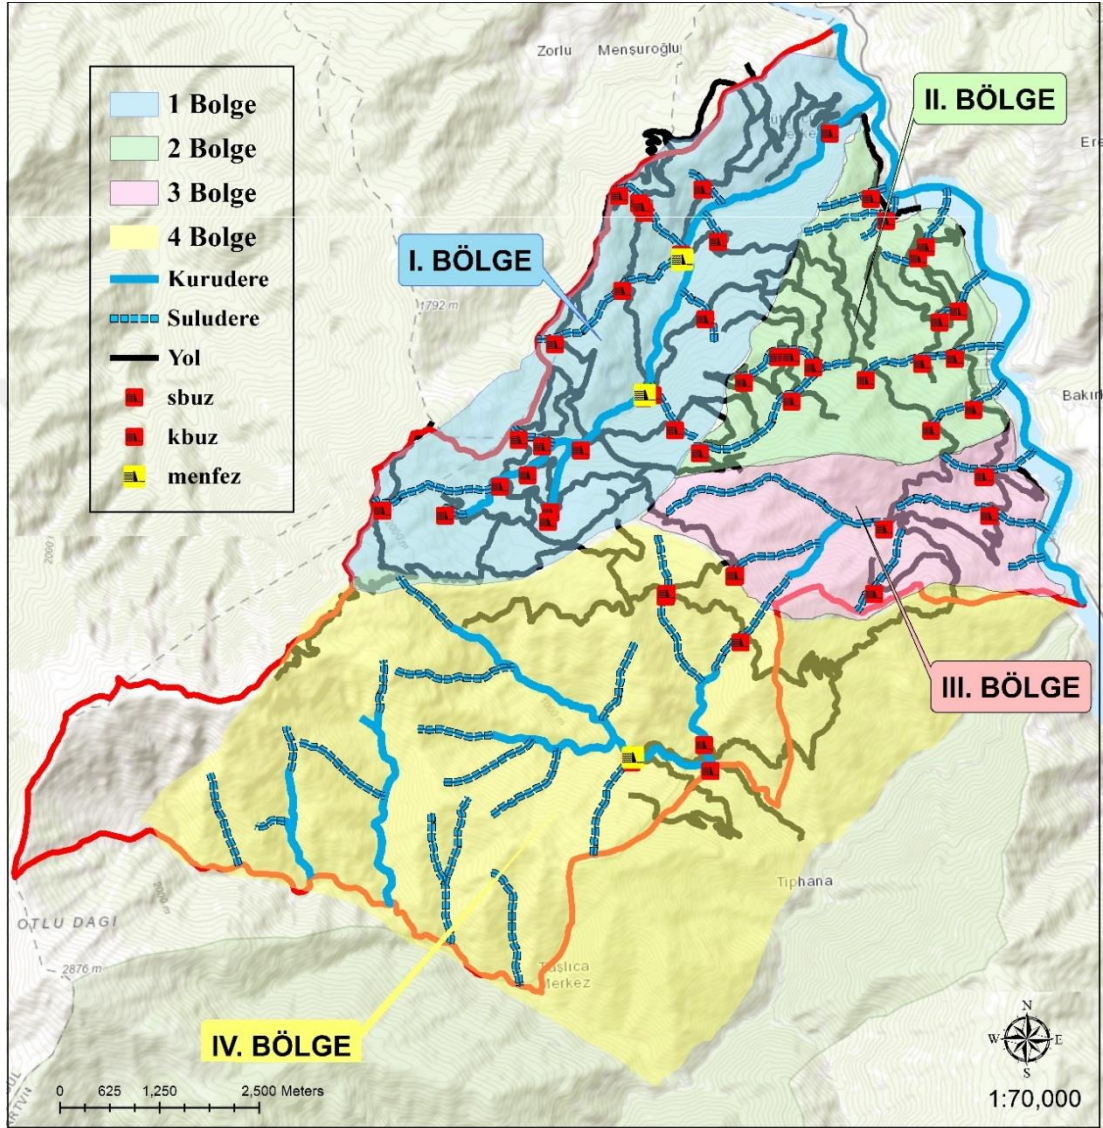 Zorlu Menşuroğlu
II. BÖLGE
1 Bolge
2 Bolge
3 Bolge
4 Bolge
Kurudere
Suludere
Yol
sbuz
kbuz
menfez
I. BÖLGE
1792 m
III. BÖLGE
Tıphana
OTLU DAGI
2876 m
Merkez
IV. BÖLGE
N
W E
S
0 625 1,250 2,500 Meters
1:70,000